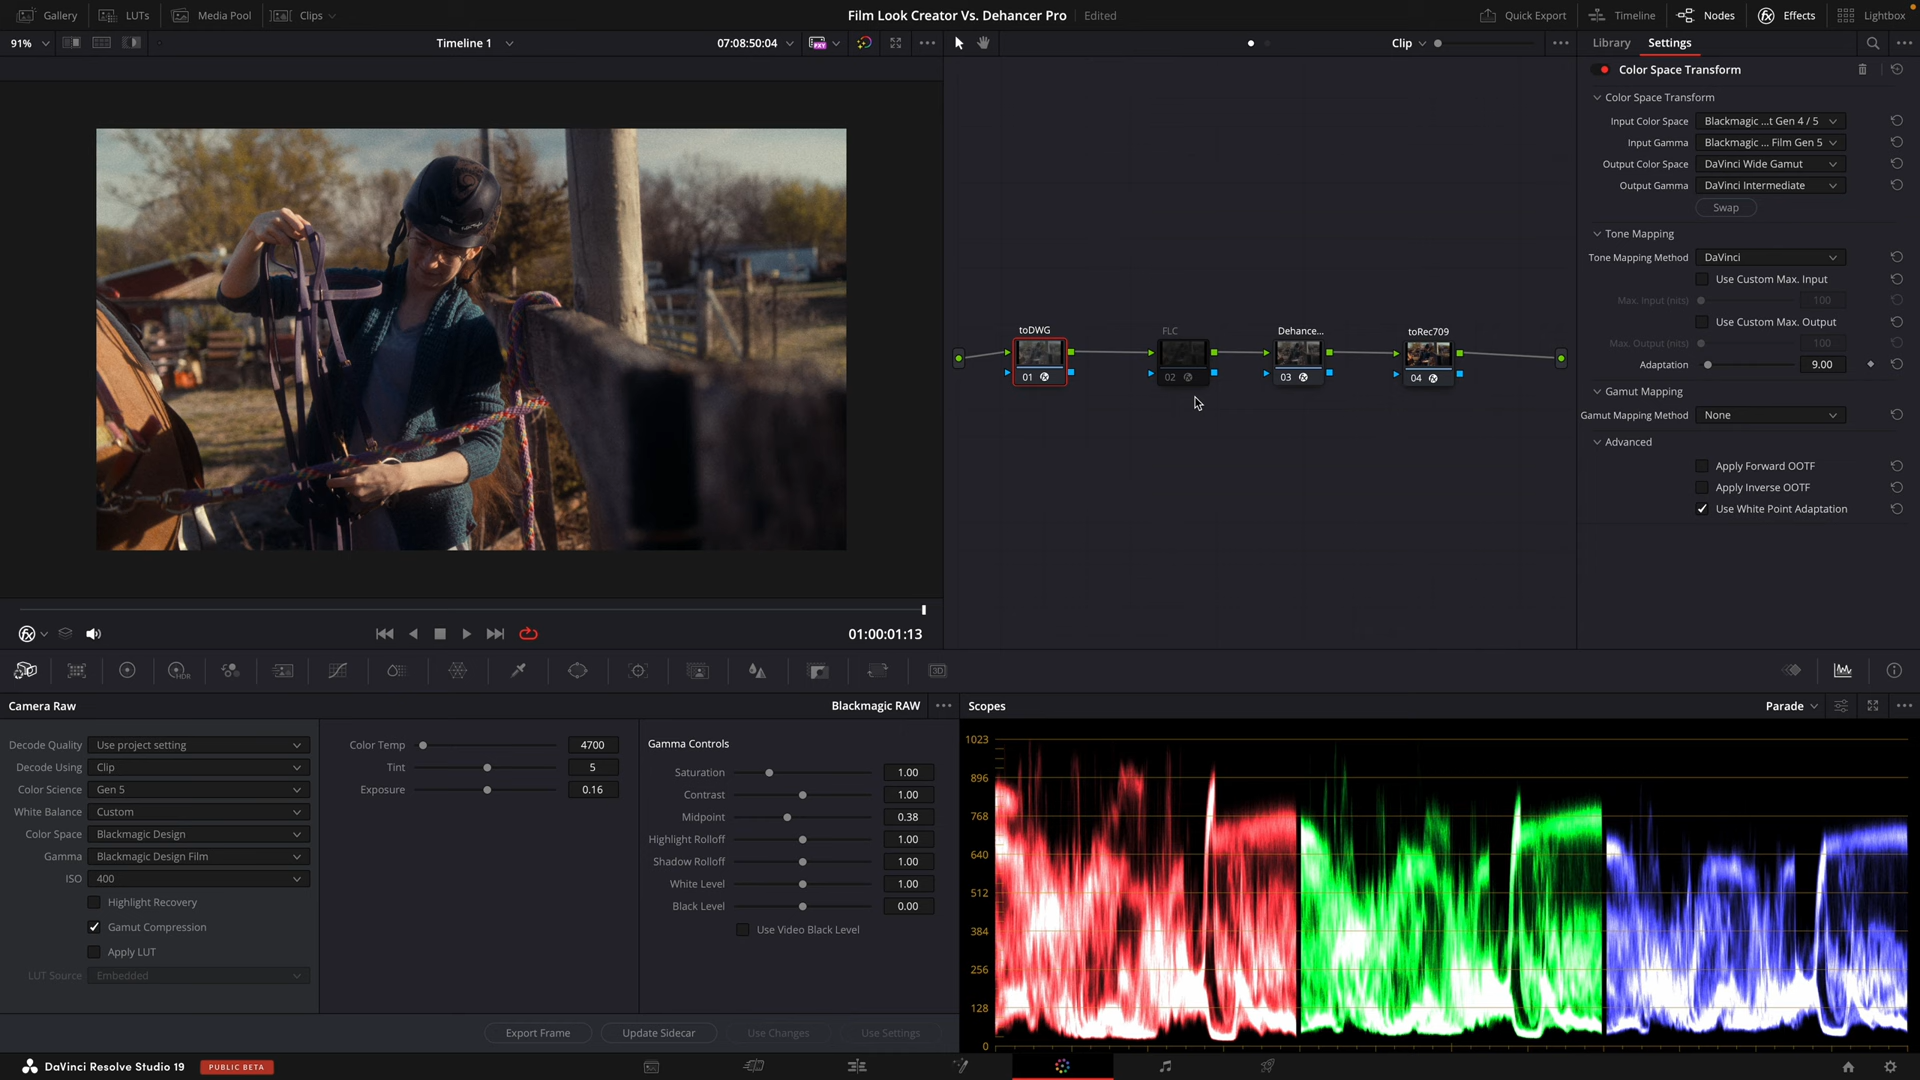 Gallery LUTs Media Pool Clips Film Look Creator Vs. Dehancer Pro Edited Quick Export Timeline Nodes Effects Lightbox
91% Timeline 1 07:08:50:04 Clip Library Settings
Color Space Transform
Color Space Transform
Input Color Space Blackmagic ...t Gen 4 / 5
Input Gamma Blackmagic ... Film Gen 5
Output Color Space DaVinci Wide Gamut
Output Gamma DaVinci Intermediate
Swap
Tone Mapping
Tone Mapping Method DaVinci
Use Custom Max. Input
Max. Input (nits) 100
Use Custom Max. Output
Max. Output (nits) 100
Adaptation 9.00
Gamut Mapping
Gamut Mapping Method None
Advanced
Apply Forward OOTF
Apply Inverse OOTF
Use White Point Adaptation
toDWG FLC Dehance... toRec709
01 02 03 04
01:00:01:13
HDR 3D
Camera Raw Blackmagic RAW Scopes Parade
Decode Quality Use project setting
Decode Using Clip
Color Science Gen 5
White Balance Custom
Color Space Blackmagic Design
Gamma Blackmagic Design Film
ISO 400
Highlight Recovery
Gamut Compression
Apply LUT
LUT Source Embedded
Color Temp 4700
Tint 5
Exposure 0.16
Gamma Controls
Saturation 1.00
Contrast 1.00
Midpoint 0.38
Highlight Rolloff 1.00
Shadow Rolloff 1.00
White Level 1.00
Black Level 0.00
Use Video Black Level
1023
896
768
640
512
384
256
128
0
Export Frame Update Sidecar Use Changes Use Settings
DaVinci Resolve Studio 19 PUBLIC BETA